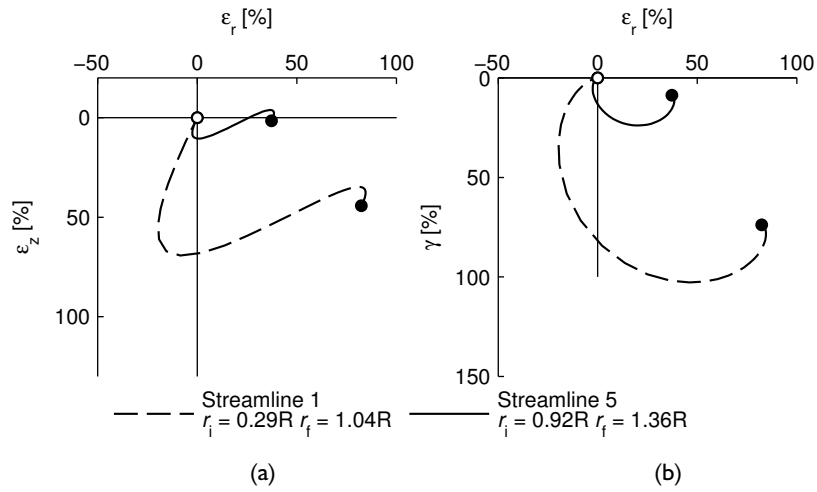 ε_r [%]
ε_r [%]
−50 0 50 100
−50 0 50 100
0
50
100
ε_z [%]
0
50
100
150
γ [%]
Streamline 1
r_i = 0.29R r_f = 1.04R
Streamline 5
r_i = 0.92R r_f = 1.36R
(a)
(b)